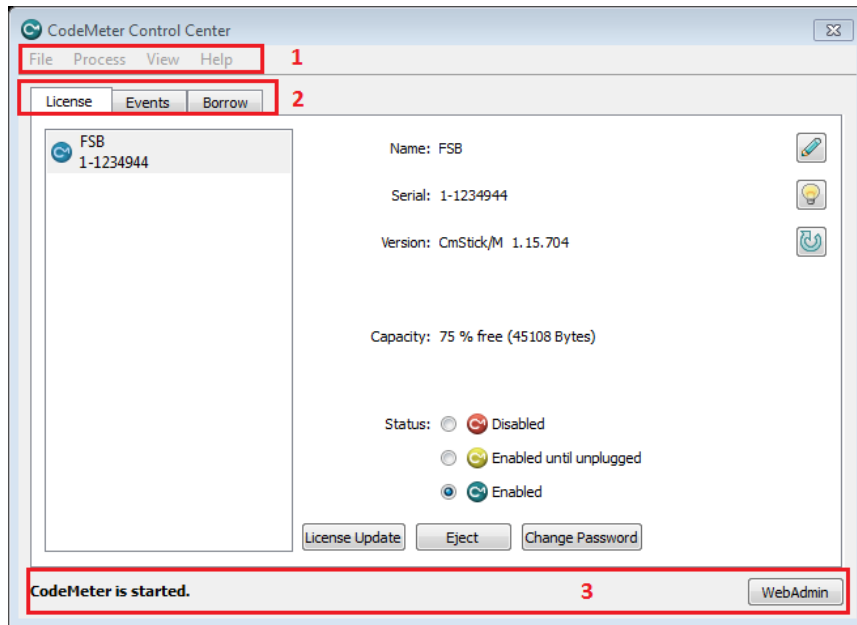 CodeMeter Control Center
File Process View Help 1
License Events Borrow 2
FSB
1-1234944
Name: FSB
Serial: 1-1234944
Version: CmStick/M 1.15.704
Capacity: 75 % free (45108 Bytes)
Status: Disabled
Enabled until unplugged
Enabled
License Update Eject Change Password
CodeMeter is started. 3 WebAdmin